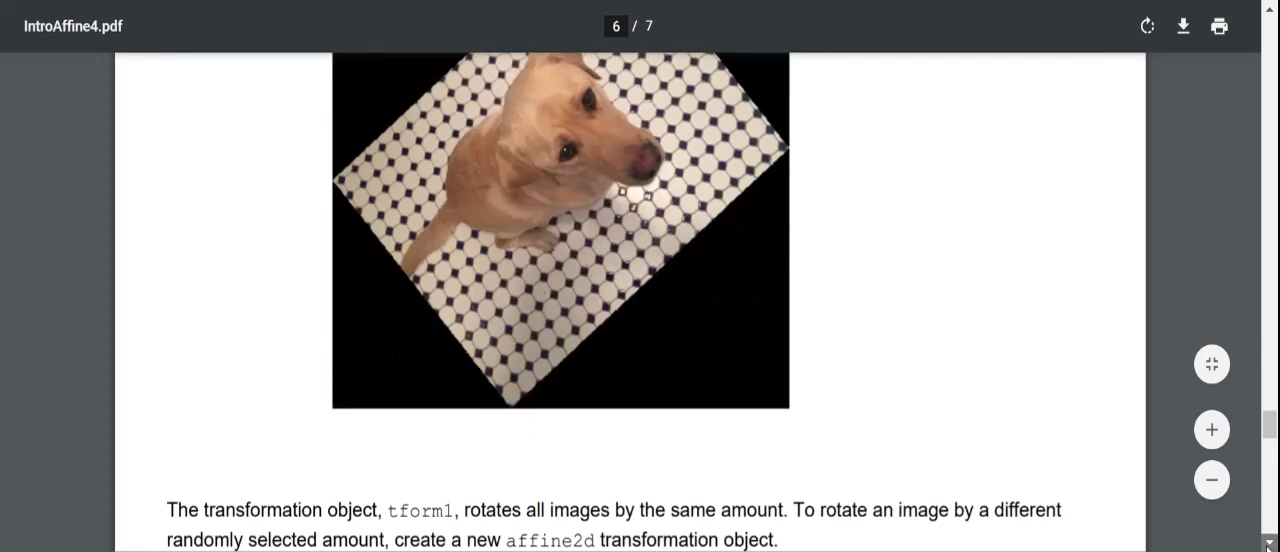 IntroAffine4.pdf
6 / 7
The transformation object, tform1, rotates all images by the same amount. To rotate an image by a different
randomly selected amount, create a new affine2d transformation object.